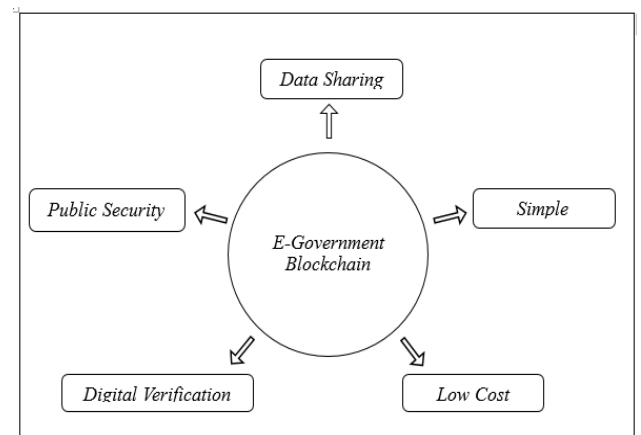 Data Sharing
Public Security
Simple
E-Government
Blockchain
Digital Verification
Low Cost